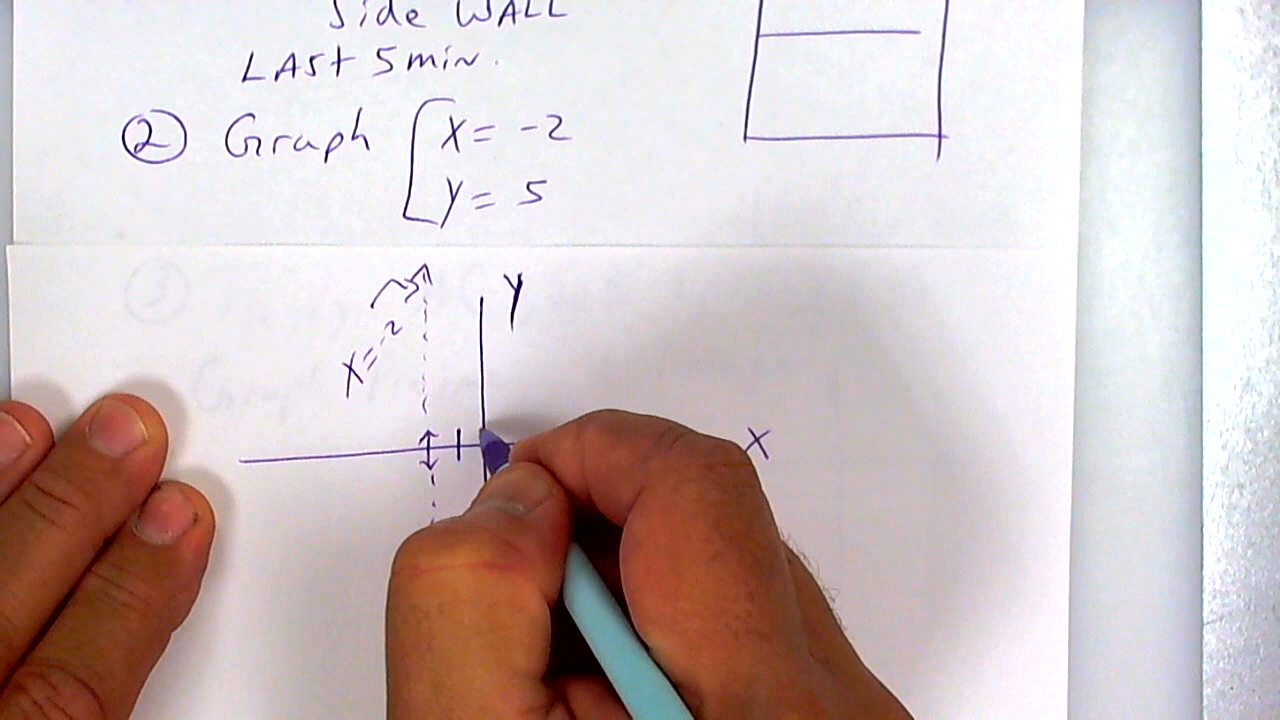 Side WALL
LAST 5 min.
② Graph { x = -2
y = 5
y
x = -2
x